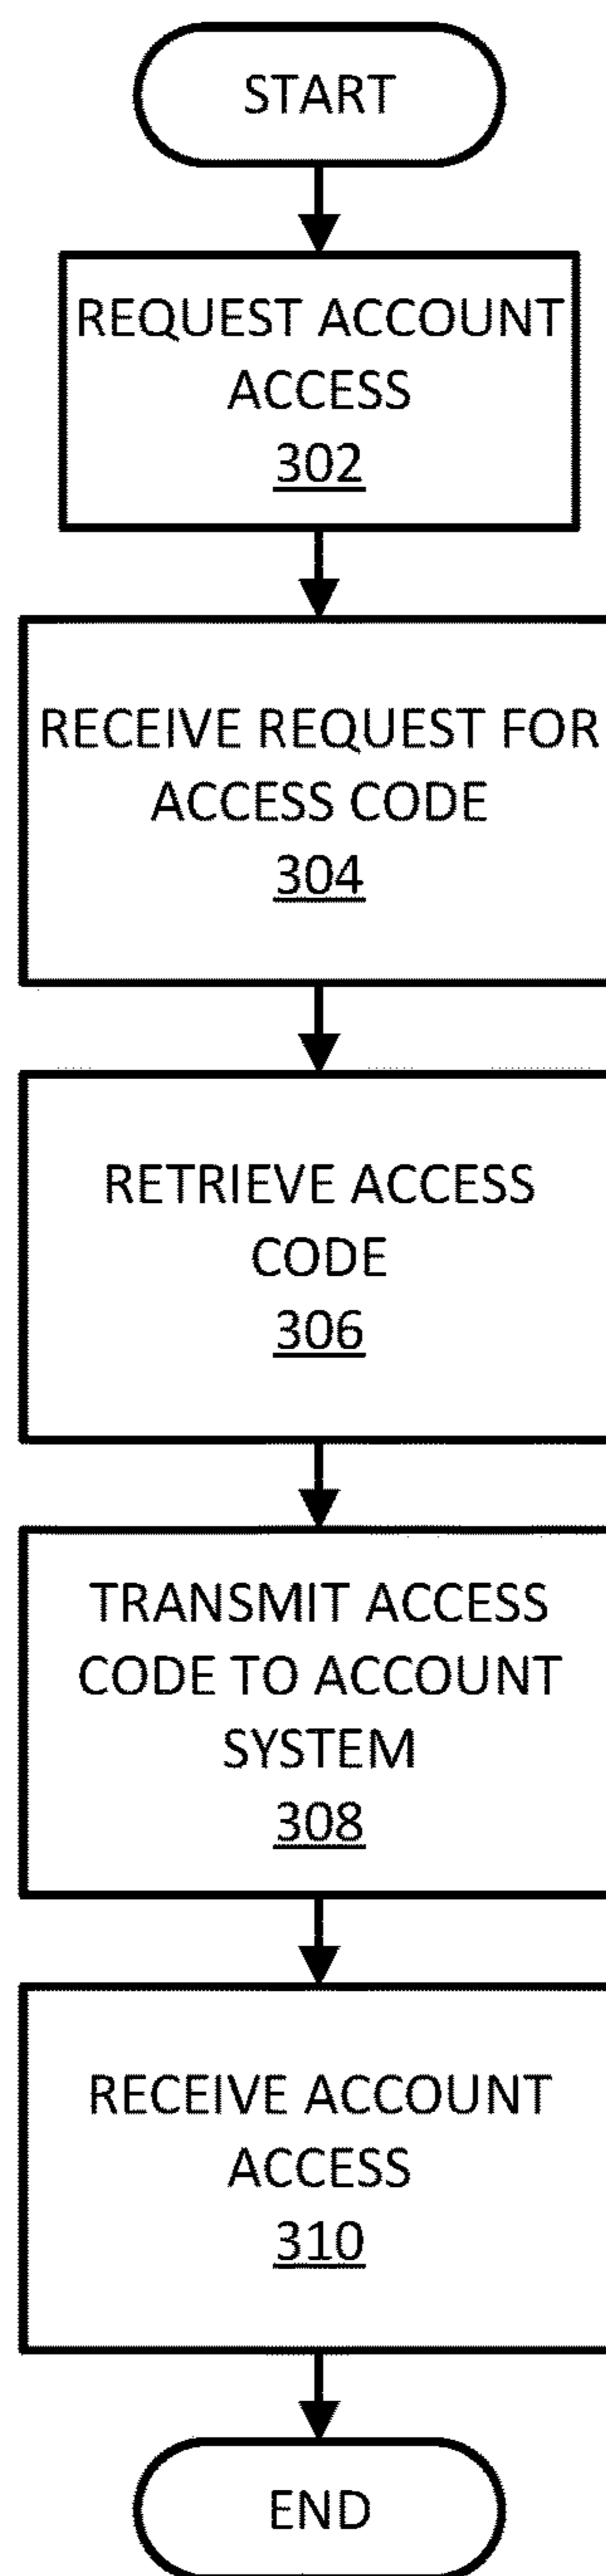 START
REQUEST ACCOUNT
ACCESS
302
RECEIVE REQUEST FOR
ACCESS CODE
304
RETRIEVE ACCESS
CODE
306
TRANSMIT ACCESS
CODE TO ACCOUNT
SYSTEM
308
RECEIVE ACCOUNT
ACCESS
310
END